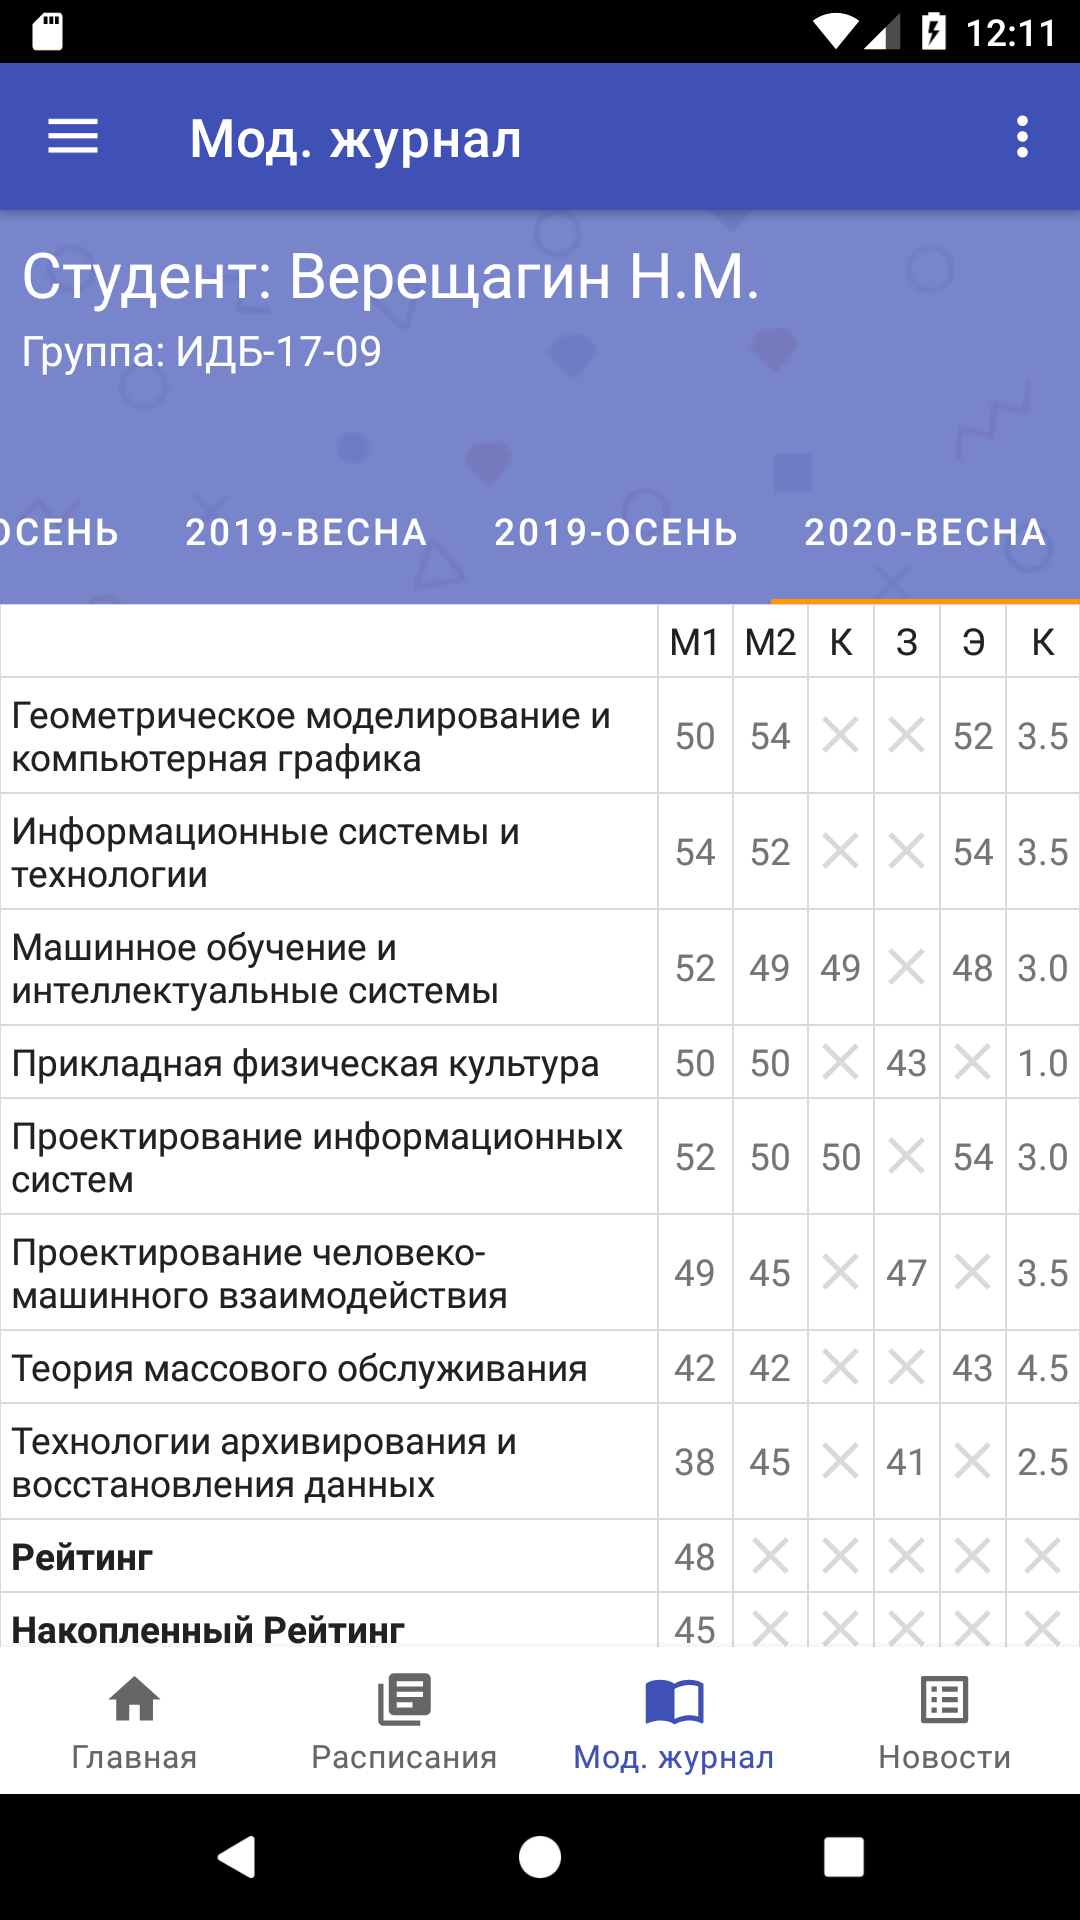 12:11
Мод. журнал
Студент: Верещагин Н.М.
Группа: ИДБ-17-09
ОСЕНЬ 2019-ВЕСНА 2019-ОСЕНЬ 2020-ВЕСНА
М1 М2 К З Э К
Геометрическое моделирование и
компьютерная графика
50 54 52 3.5
Информационные системы и
технологии
54 52 54 3.5
Машинное обучение и
интеллектуальные системы
52 49 49 48 3.0
Прикладная физическая культура 50 50 43 1.0
Проектирование информационных
систем
52 50 50 54 3.0
Проектирование человеко-
машинного взаимодействия
49 45 47 3.5
Теория массового обслуживания 42 42 43 4.5
Технологии архивирования и
восстановления данных
38 45 41 2.5
Рейтинг 48
Накопленный Рейтинг 45
Главная Расписания Мод. журнал Новости